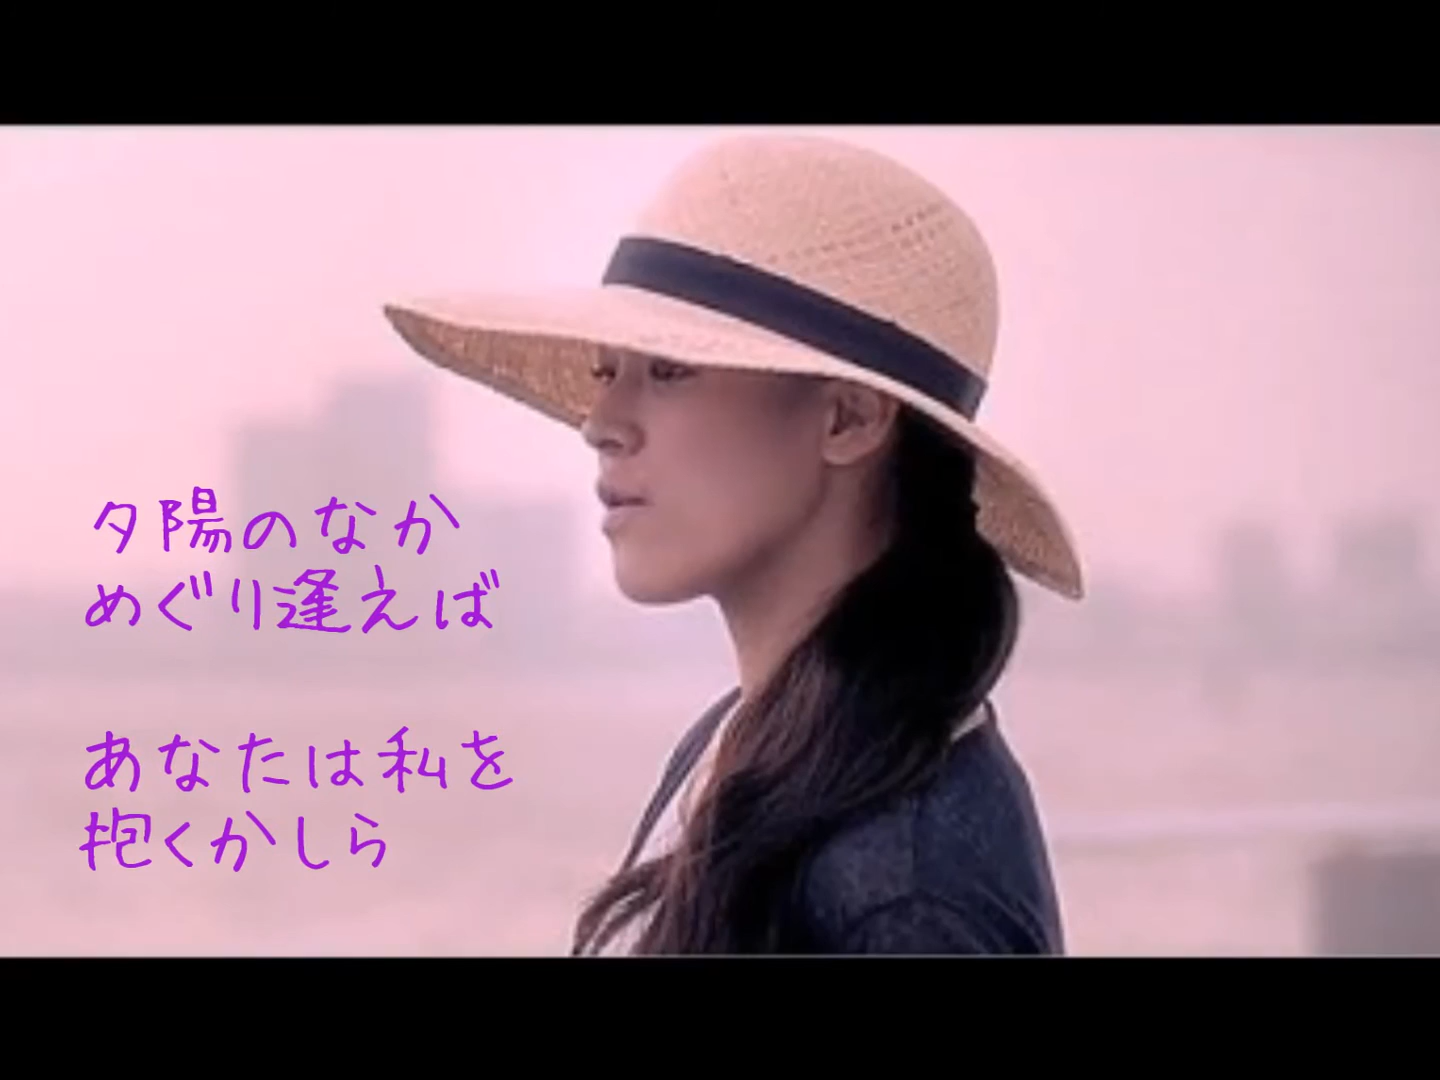 夕陽のなか
めぐり逢えば
あなたは私を
抱くかしら